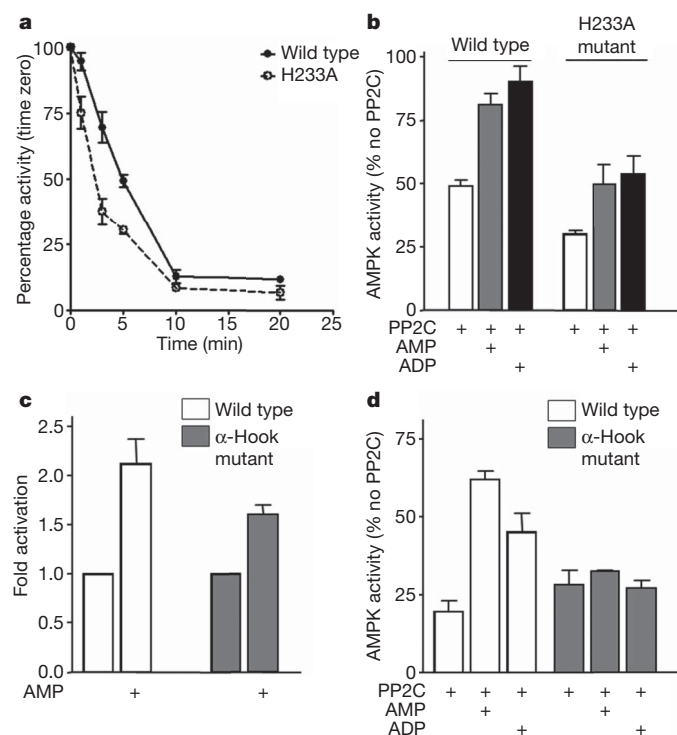 a
Percentage activity (time zero)
100
75
50
25
0
0
5
10
15
20
25
Time (min)
Wild type
H233A
b
AMPK activity (% no PP2C)
100
75
50
25
0
Wild type
H233A
mutant
PP2C + + + + + +
AMP + +
ADP + +
c
Fold activation
2.5
2.0
1.5
1.0
0.5
0.0
Wild type
α-Hook
mutant
AMP + +
d
AMPK activity (% no PP2C)
75
50
25
0
Wild type
α-Hook
mutant
PP2C + + + + + +
AMP + +
ADP + +